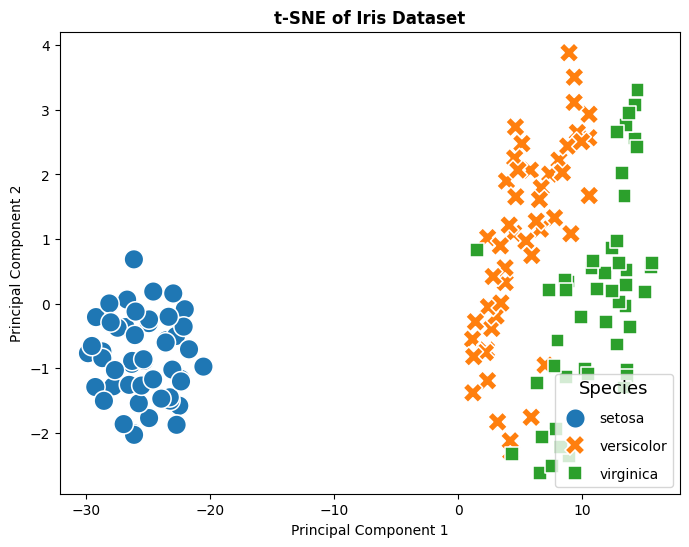 t-SNE of Iris Dataset
Principal Component 2
4
3
2
1
0
−1
−2
Species
setosa
versicolor
virginica
−30
−20
−10
0
10
Principal Component 1